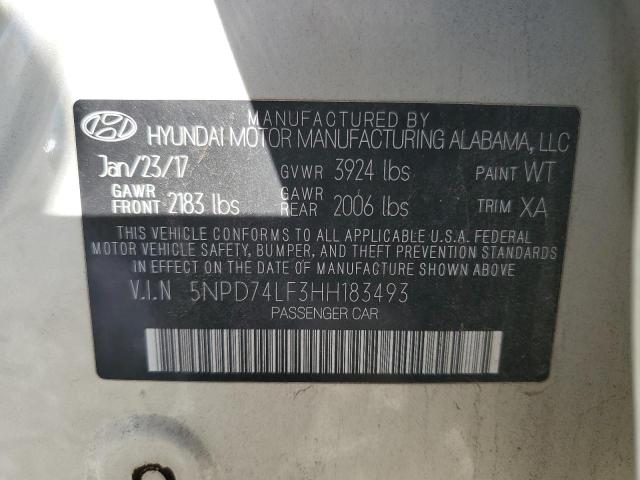 MANUFACTURED BY
HYUNDAI MOTOR MANUFACTURING ALABAMA, LLC
Jan/23/17 GVWR 3924 lbs PAINT WT
GAWR FRONT 2183 lbs GAWR REAR 2006 lbs TRIM XA
THIS VEHICLE CONFORMS TO ALL APPLICABLE U.S.A. FEDERAL
MOTOR VEHICLE SAFETY, BUMPER, AND THEFT PREVENTION STANDARDS
IN EFFECT ON THE DATE OF MANUFACTURE SHOWN ABOVE
V.I.N 5NPD74LF3HH183493
PASSENGER CAR